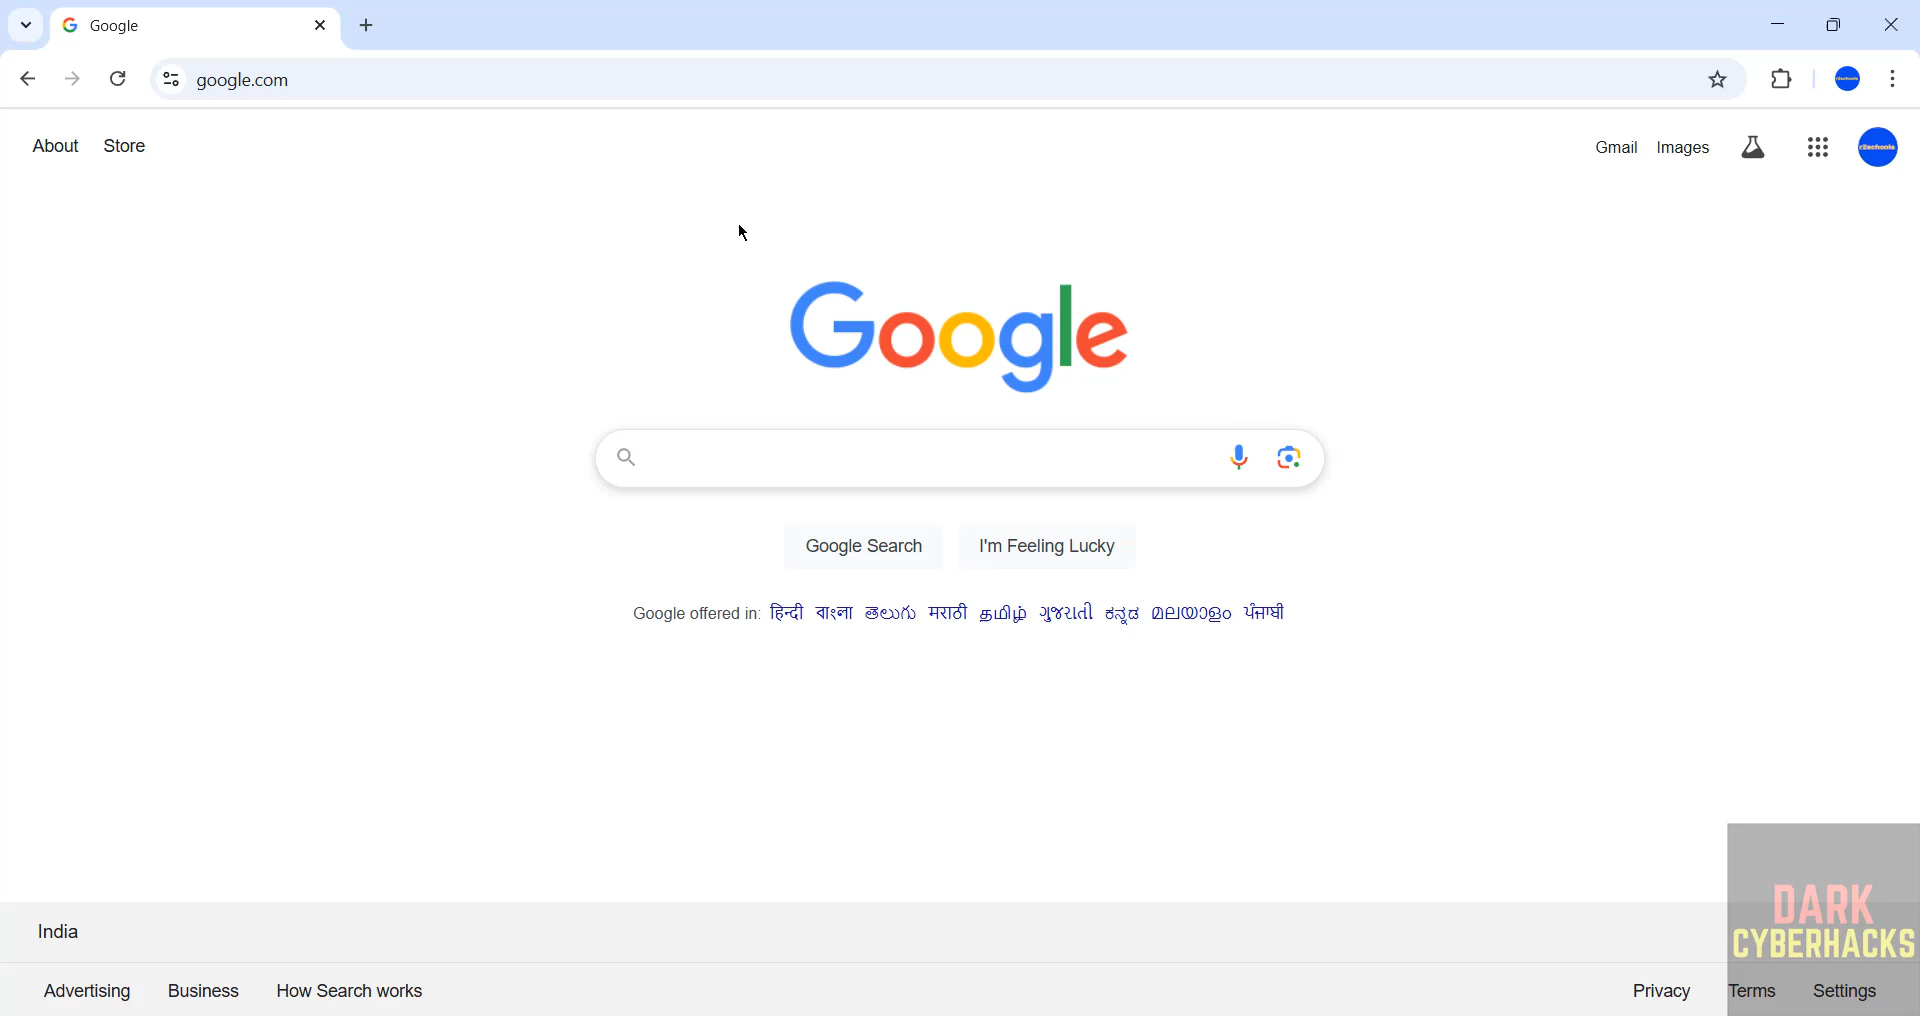 Google
google.com
About Store
Gmail Images
r2schools
Google
Google Search I'm Feeling Lucky
Google offered in: हिन्दी বাংলা తెలుగు मराठी தமிழ் ગુજરાતી ಕನ್ನಡ മലയാളം ਪੰਜਾਬੀ
India
DARK
CYBERHACKS
Advertising Business How Search works
Privacy Terms Settings